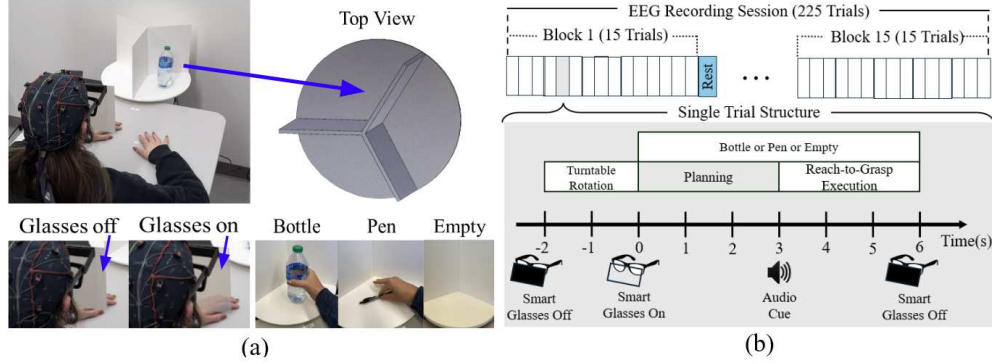 Top View
Glasses off
Glasses on
Bottle
Pen
Empty
(a)
EEG Recording Session (225 Trials)
Block 1 (15 Trials)
Block 15 (15 Trials)
Rest
...
Single Trial Structure
Bottle or Pen or Empty
Turntable
Rotation
Planning
Reach-to-Grasp
Execution
-2 -1 0 1 2 3 4 5 6 Time(s)
Smart
Glasses Off
Smart
Glasses On
Audio
Cue
Smart
Glasses Off
(b)